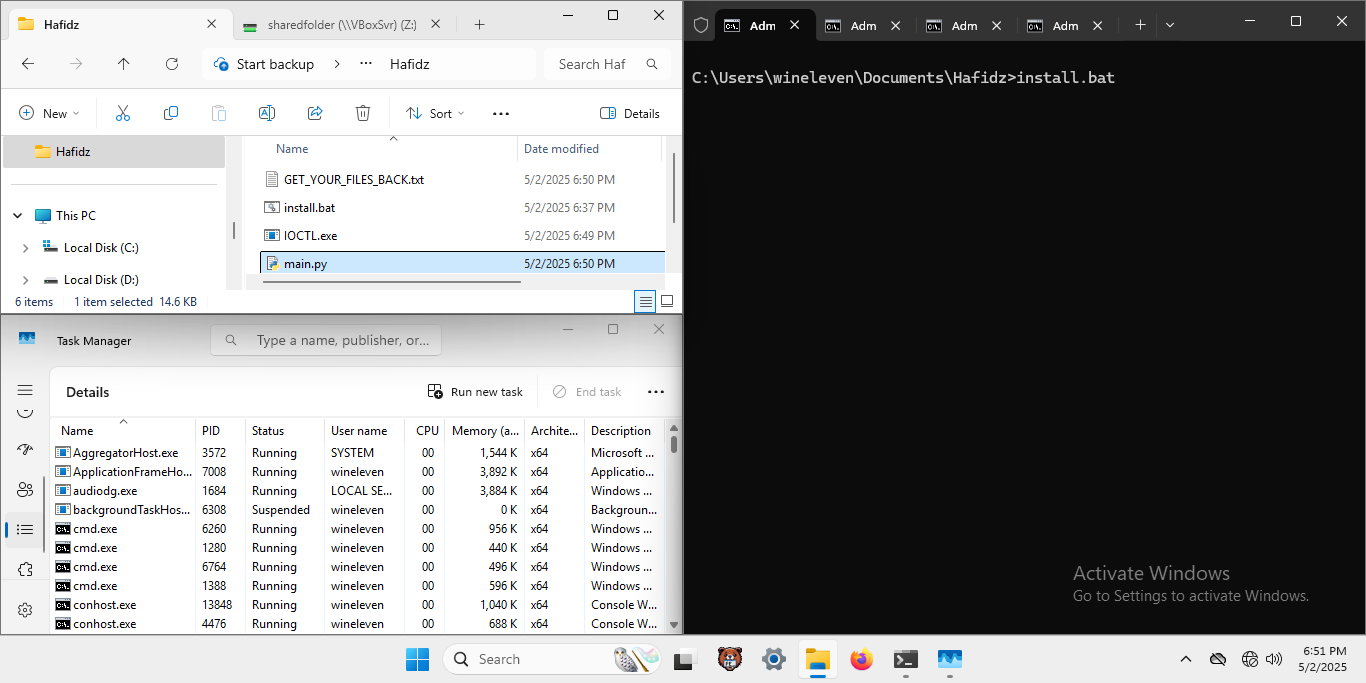 Hafidz
sharedfolder (\\VBoxSvr) (Z:)
Start backup
Hafidz
Search Haf
New
Sort
Details
Hafidz
This PC
Local Disk (C:)
Local Disk (D:)
Name Date modified
GET_YOUR_FILES_BACK.txt 5/2/2025 6:50 PM
install.bat 5/2/2025 6:37 PM
IOCTL.exe 5/2/2025 6:49 PM
main.py 5/2/2025 6:50 PM
6 items 1 item selected 14.6 KB
Task Manager
Type a name, publisher, or...
Details
Run new task
End task
Name PID Status User name CPU Memory (a... Archite... Description
AggregatorHost.exe 3572 Running SYSTEM 00 1,544 K x64 Microsoft ...
ApplicationFrameHo... 7008 Running wineleven 00 3,892 K x64 Applicatio...
audiodg.exe 1684 Running LOCAL SE... 00 3,884 K x64 Windows ...
backgroundTaskHos... 6308 Suspended wineleven 00 0 K x64 Backgroun...
cmd.exe 6260 Running wineleven 00 956 K x64 Windows ...
cmd.exe 1280 Running wineleven 00 440 K x64 Windows ...
cmd.exe 6764 Running wineleven 00 496 K x64 Windows ...
cmd.exe 1388 Running wineleven 00 596 K x64 Windows ...
conhost.exe 13848 Running wineleven 00 1,040 K x64 Console W...
conhost.exe 4476 Running wineleven 00 688 K x64 Console W...
Adm
Adm
Adm
Adm
C:\Users\wineleven\Documents\Hafidz>install.bat
Activate Windows
Go to Settings to activate Windows.
Search
6:51 PM
5/2/2025